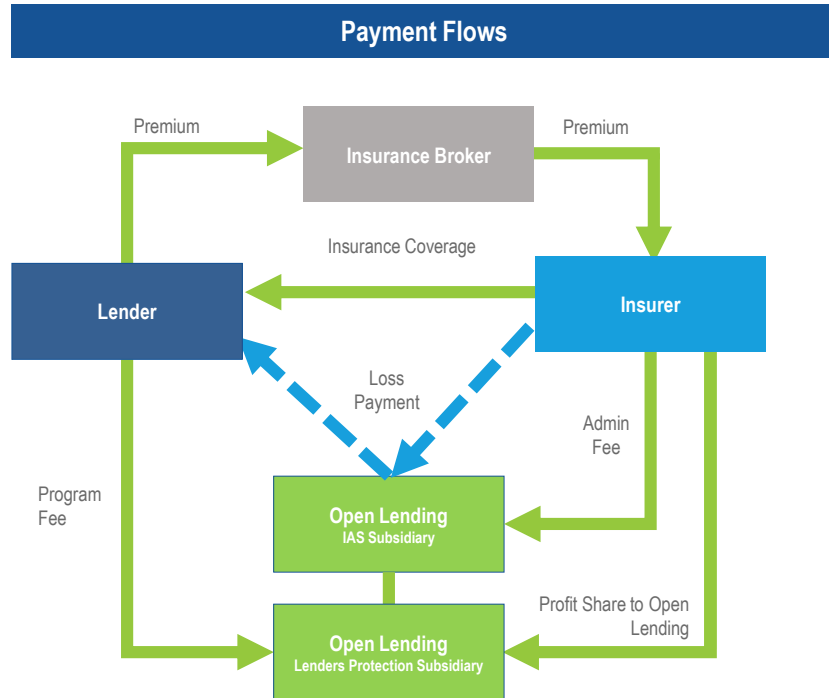 Payment Flows
Premium
Premium
Insurance Broker
Insurance Coverage
Lender
Insurer
Loss
Payment
Admin
Fee
Program
Fee
Open Lending
IAS Subsidiary
Profit Share to Open
Lending
Open Lending
Lenders Protection Subsidiary